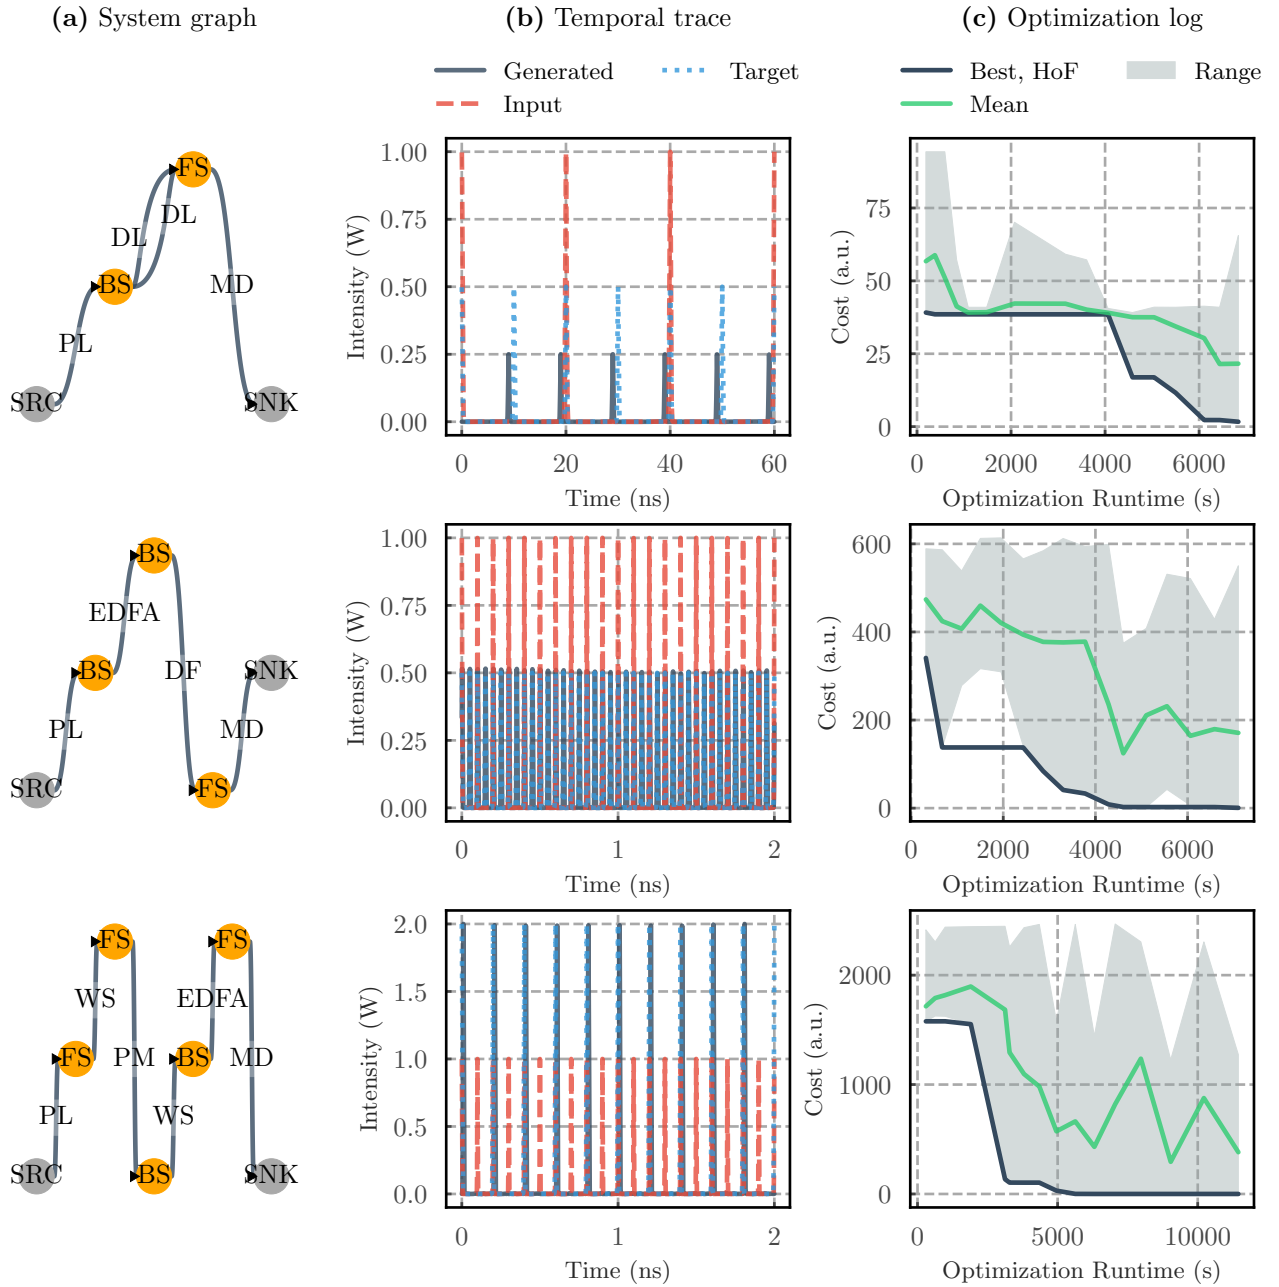 (a) System graph
(b) Temporal trace
(c) Optimization log
Generated
Target
Input
Best, HoF
Range
Mean
FS
DL
DL
BS
MD
PL
SRC
SNK
Intensity (W)
1.00
0.75
0.50
0.25
0.00
0
20
40
60
Time (ns)
Cost (a.u.)
75
50
25
0
0
2000
4000
6000
Optimization Runtime (s)
BS
EDFA
BS
DF
SNK
PL
MD
SRC
FS
Intensity (W)
1.00
0.75
0.50
0.25
0.00
0
1
2
Time (ns)
Cost (a.u.)
600
400
200
0
0
2000
4000
6000
Optimization Runtime (s)
FS
FS
WS
EDFA
FS
PM
BS
MD
PL
WS
SRC
BS
SNK
Intensity (W)
2.0
1.5
1.0
0.5
0.0
0
1
2
Time (ns)
Cost (a.u.)
2000
1000
0
5000
10000
Optimization Runtime (s)